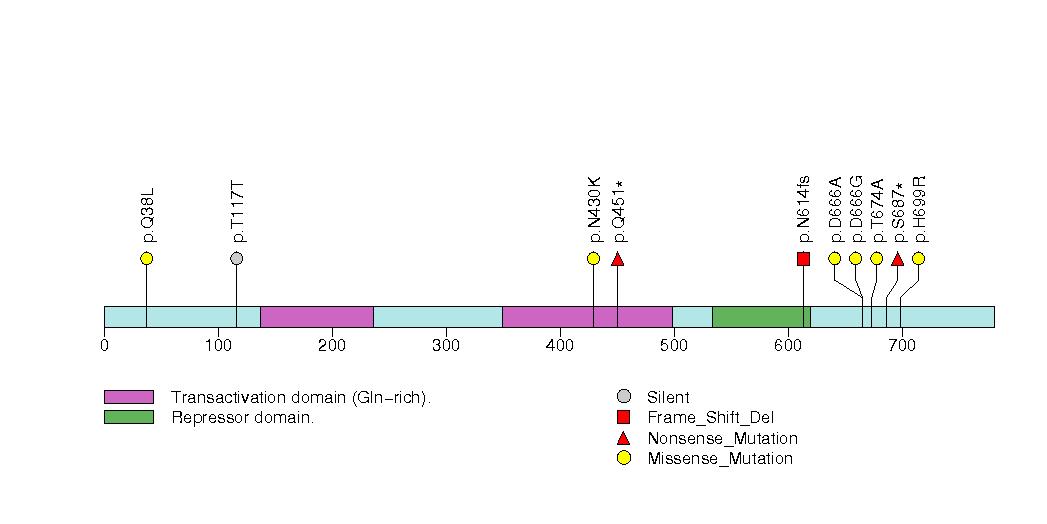 p.Q38L
p.T117T
p.N430K
p.Q451*
p.N614fs
p.D666A
p.D666G
p.T674A
p.S687*
p.H699R
0 100 200 300 400 500 600 700
Transactivation domain (Gln-rich).
Repressor domain.
Silent
Frame_Shift_Del
Nonsense_Mutation
Missense_Mutation